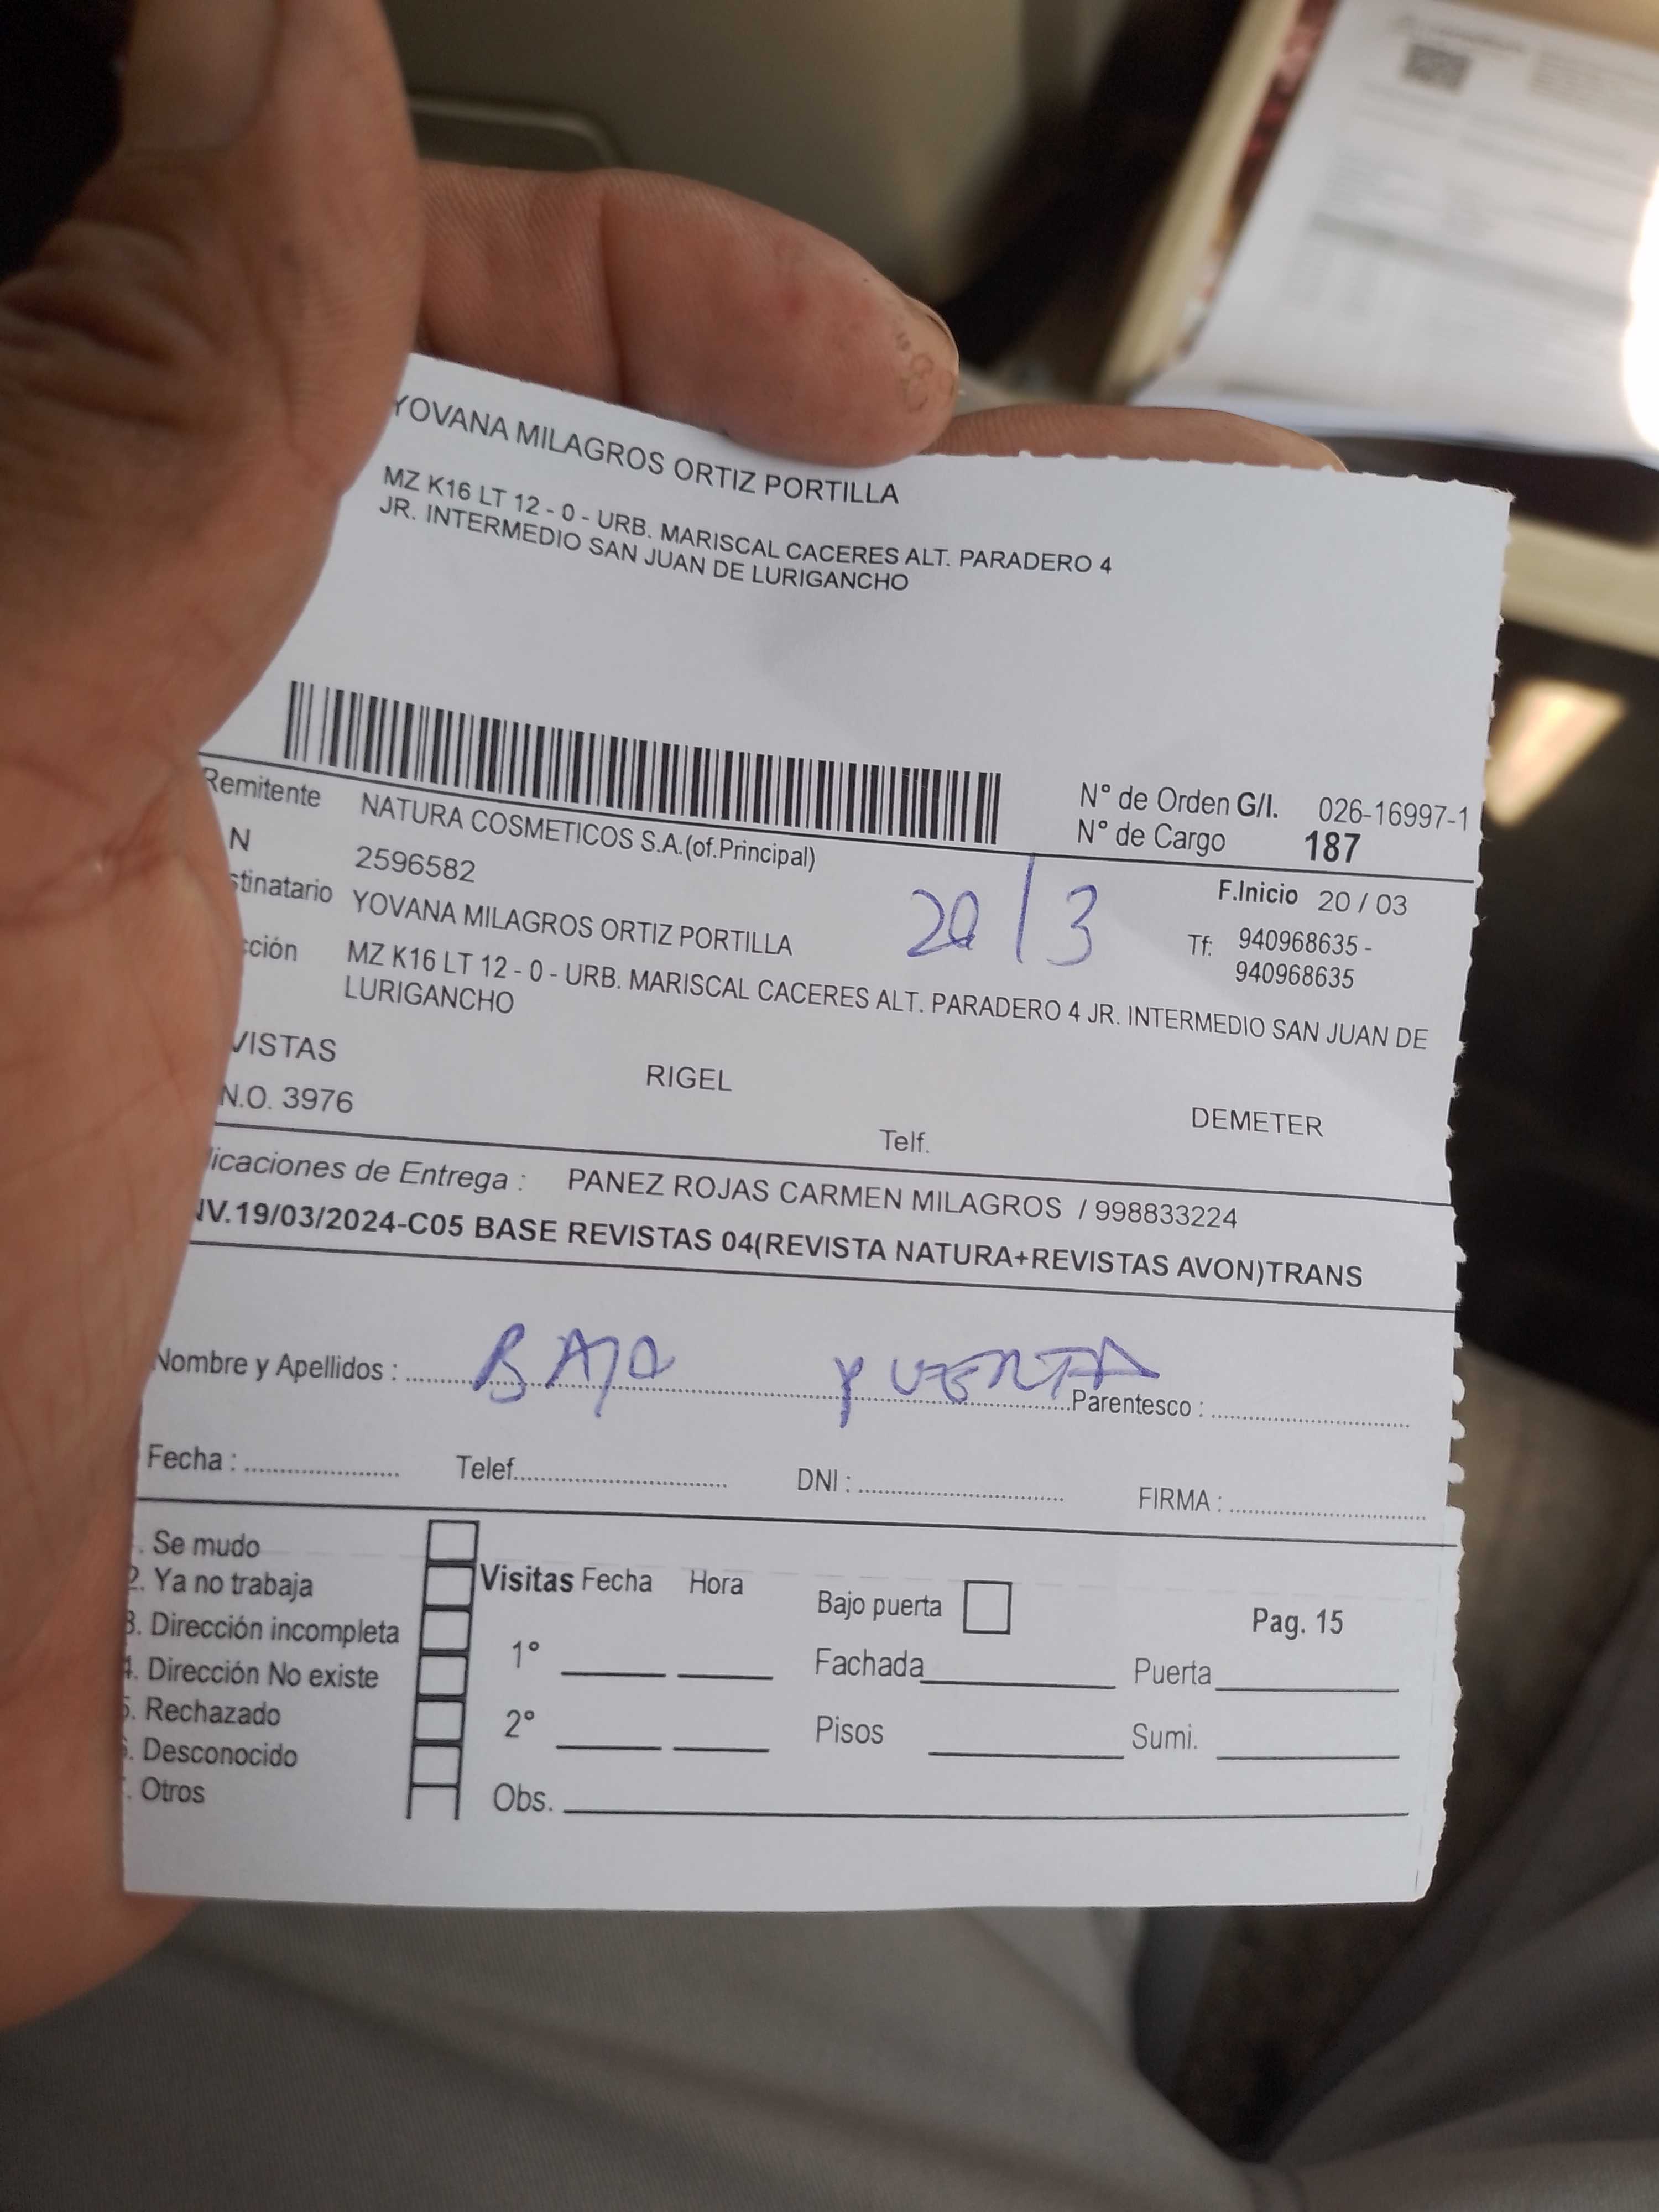 YOVANA MILAGROS ORTIZ PORTILLA
MZ K16 LT 12 - 0 - URB. MARISCAL CACERES ALT. PARADERO 4
JR. INTERMEDIO SAN JUAN DE LURIGANCHO
N° de Orden G/I. 026-16997-1
N° de Cargo 187
Remitente NATURA COSMETICOS S.A.(of.Principal)
N 2596582
F.Inicio 20 / 03
20/3
stinatario YOVANA MILAGROS ORTIZ PORTILLA
Tf: 940968635 -
940968635
cción MZ K16 LT 12 - 0 - URB. MARISCAL CACERES ALT. PARADERO 4 JR. INTERMEDIO SAN JUAN DE
LURIGANCHO
VISTAS RIGEL DEMETER
N.O. 3976 Telf.
licaciones de Entrega : PANEZ ROJAS CARMEN MILAGROS / 998833224
NV.19/03/2024-C05 BASE REVISTAS 04(REVISTA NATURA+REVISTAS AVON)TRANS
Nombre y Apellidos : BAJO PUERTA Parentesco :
Fecha : Telef. DNI : FIRMA :
. Se mudo
2. Ya no trabaja
3. Dirección incompleta
4. Dirección No existe
5. Rechazado
. Desconocido
. Otros
Visitas Fecha Hora
1°
2°
Obs.
Bajo puerta Pag. 15
Fachada Puerta
Pisos Sumi.